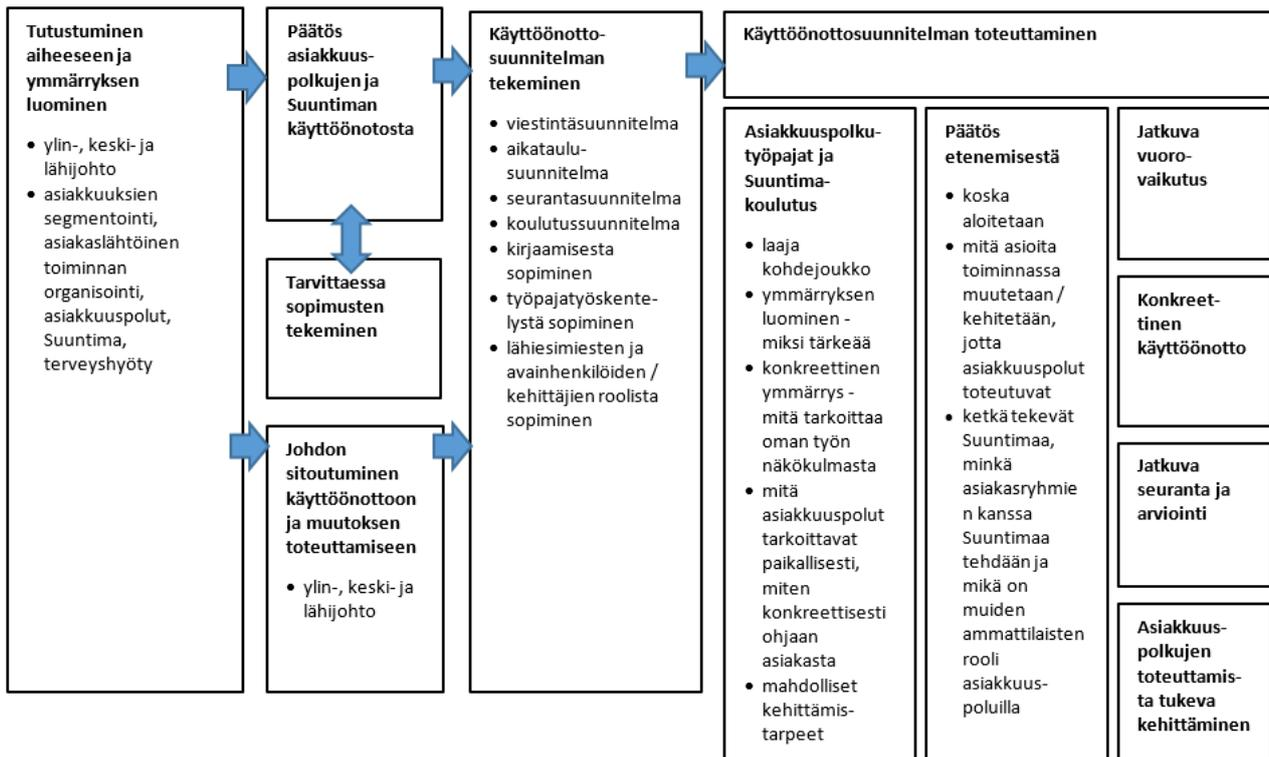 Tutustuminen
aiheeseen ja
ymmärryksen
luominen
• ylin-, keski- ja
lähijohto
• asiakkuuksien
segmentointi,
asiakaslähtöinen
toiminnan
organisointi,
asiakkuuspolut,
Suuntima,
terveyshyöty
Päätös
asiakkuus-
polkujen ja
Suuntiman
käyttöönotosta
Tarvittaessa
sopimusten
tekeminen
Johdon
sitoutuminen
käyttöönottoon
ja muutoksen
toteuttamiseen
• ylin-, keski- ja
lähijohto
Käyttöönotto-
suunnitelman
tekeminen
• viestintäsuunnitelma
• aikataulu-
suunnitelma
• seurantasuunnitelma
• koulutussuunnitelma
• kirjaamisesta
sopiminen
• työpajatyöskente-
lystä sopiminen
• lähiesimiesten ja
avainhenkilöiden /
kehittäjien roolista
sopiminen
Käyttöönottosuunnitelman toteuttaminen
Asiakkuuspolku-
työpajat ja
Suuntima-
koulutus
• laaja
kohdejoukko
• ymmärryksen
luominen -
miksi tärkeää
• konkreettinen
ymmärrys -
mitä tarkoittaa
oman työn
näkökulmasta
• mitä
asiakkuuspolut
tarkoittavat
paikallisesti,
miten
konkreettisesti
ohjaan
asiakasta
• mahdolliset
kehittämis-
tarpeet
Päätös
etenemisestä
• koska
aloitetaan
• mitä asioita
toiminnassa
muutetaan /
kehitetään,
jotta
asiakkuuspolut
toteutuvat
• ketkä tekevät
Suuntimaa,
minkä
asiakasryhmie
n kanssa
Suuntimaa
tehdään ja
mikä on
muiden
ammattilaisten
rooli
asiakkuus-
poluilla
Jatkuva
vuoro-
vaikutus
Konkreet-
tinen
käyttöönotto
Jatkuva
seuranta ja
arviointi
Asiakkuus-
polkujen
toteuttamis-
ta tukeva
kehittäminen